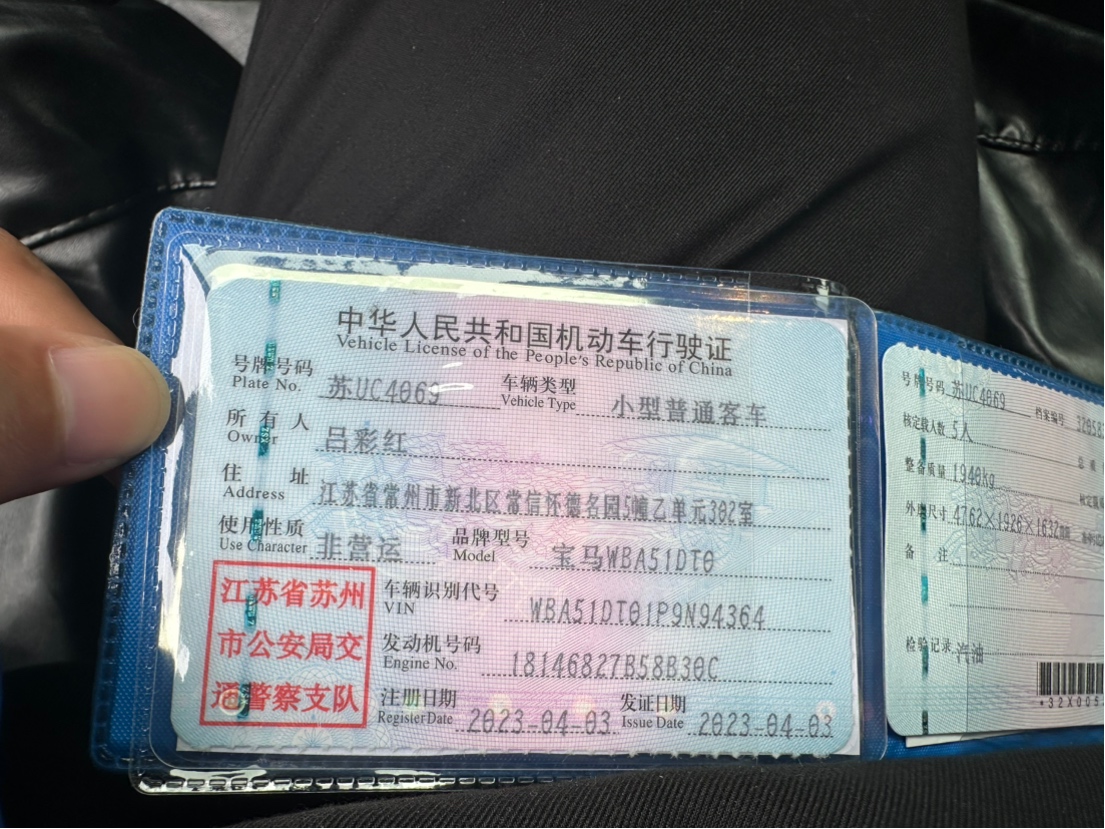 中华人民共和国机动车行驶证
Vehicle License of the People's Republic of China
号牌号码 苏UC4069 车辆类型 小型普通客车
Plate No. Vehicle Type
所有人 吕彩红
Owner
住址 江苏省常州市新北区常信怀德名园5幢乙单元302室
Address
使用性质 非营运 品牌型号 宝马WBA51DT0
Use Character Model
江苏省苏州
市公安局交
通警察支队
车辆识别代号 WBA51DT01P9N94364
VIN
发动机号码 18146827B58B30C
Engine No.
注册日期 2023-04-03 发证日期 2023-04-03
Register Date Issue Date
号牌号码 苏UC4069 档案编号
核定载人数 5人
整备质量 1940kg
外廓尺寸 4762×1926×1632
备注
检验记录 汽油